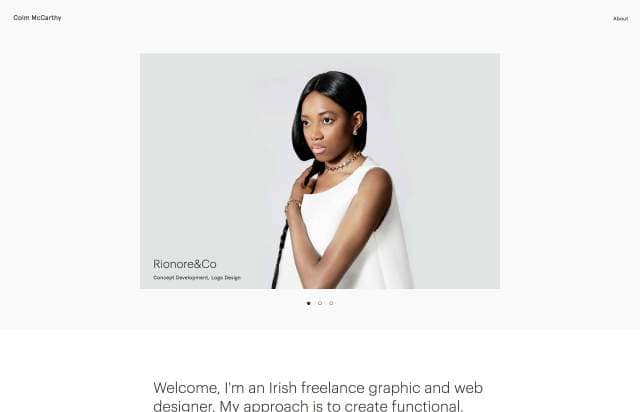 Colm McCarthy
About
Rionore&Co
Concept Development, Logo Design
Welcome, I'm an Irish freelance graphic and web
designer. My approach is to create functional,